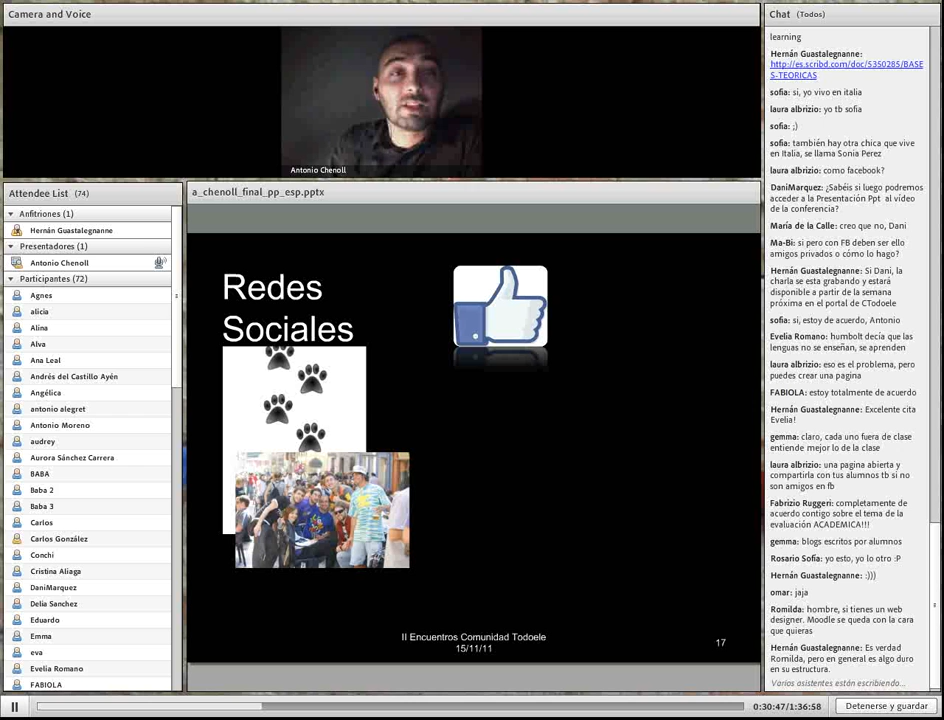 Camera and Voice
Antonio Chenoll
Attendee List (74)
Anfitriones (1)
Hernán Guastalegnanne
Presentadores (1)
Antonio Chenoll
Participantes (72)
Agnes
alicia
Alina
Alva
Ana Leal
Andrés del Castillo Ayén
Angélica
antonio alegret
Antonio Moreno
audrey
Aurora Sánchez Carrera
BABA
Baba 2
Baba 3
Carlos
Carlos González
Conchi
Cristina Aliaga
DaniMarquez
Delia Sanchez
Eduardo
Emma
eva
Evelia Romano
FABIOLA
a_chenoll_final_pp_esp.pptx
Redes
Sociales
II Encuentros Comunidad Todoele
15/11/11
17
Chat (Todos)
learning
Hernán Guastalegnanne:
http://es.scribd.com/doc/5350285/BASE
S-TEORICAS
sofia: si, yo vivo en italia
laura albrizio: yo tb sofia
sofia: ;)
sofia: también hay otra chica que vive
en Italia, se llama Sonia Perez
laura albrizio: como facebook?
DaniMarquez: ¿Sabéis si luego podremos
acceder a la Presentación Ppt al vídeo
de la conferencia?
María de la Calle: creo que no, Dani
Ma-Bi: si pero con FB deben ser ello
amigos privados o cómo lo hago?
Hernán Guastalegnanne: Si Dani, la
charla se esta grabando y estará
disponible a partir de la semana
próxima en el portal de CTodoele
sofia: si, estoy de acuerdo, Antonio
Evelia Romano: humbolt decía que las
lenguas no se enseñan, se aprenden
laura albrizio: eso es el problema, pero
puedes crear una pagina
FABIOLA: estoy totalmente de acuerdo
Hernán Guastalegnanne: Excelente cita
Evelia!
gemma: claro, cada uno fuera de clase
entiende mejor lo de la clase
laura albrizio: una pagina abierta y
compartirla con tus alumnos tb si no
son amigos en fb
Fabrizio Ruggeri: completamente de
acuerdo contigo sobre el tema de la
evaluación ACADEMICA!!!
gemma: blogs escritos por alumnos
Rosario Sofía: yo esto, yo lo otro :P
Hernán Guastalegnanne: :)))
omar: jaja
Romilda: hombre, si tienes un web
designer. Moodle se queda con la cara
que quieras
Hernán Guastalegnanne: Es verdad
Romilda, pero en general es algo duro
en su estructura.
Varios asistentes están escribiendo...
0:30:47/1:36:58
Detenerse y guardar